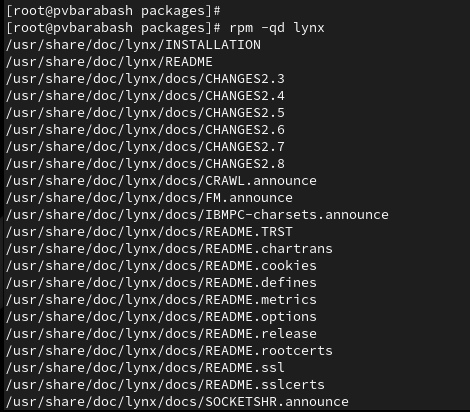 [root@pvbarabash packages]#
[root@pvbarabash packages]# rpm -qd lynx
/usr/share/doc/lynx/INSTALLATION
/usr/share/doc/lynx/README
/usr/share/doc/lynx/docs/CHANGES2.3
/usr/share/doc/lynx/docs/CHANGES2.4
/usr/share/doc/lynx/docs/CHANGES2.5
/usr/share/doc/lynx/docs/CHANGES2.6
/usr/share/doc/lynx/docs/CHANGES2.7
/usr/share/doc/lynx/docs/CHANGES2.8
/usr/share/doc/lynx/docs/CRAWL.announce
/usr/share/doc/lynx/docs/FM.announce
/usr/share/doc/lynx/docs/IBMPC-charsets.announce
/usr/share/doc/lynx/docs/README.TRST
/usr/share/doc/lynx/docs/README.chartrans
/usr/share/doc/lynx/docs/README.cookies
/usr/share/doc/lynx/docs/README.defines
/usr/share/doc/lynx/docs/README.metrics
/usr/share/doc/lynx/docs/README.options
/usr/share/doc/lynx/docs/README.release
/usr/share/doc/lynx/docs/README.rootcerts
/usr/share/doc/lynx/docs/README.ssl
/usr/share/doc/lynx/docs/README.sslcerts
/usr/share/doc/lynx/docs/SOCKETSHR.announce